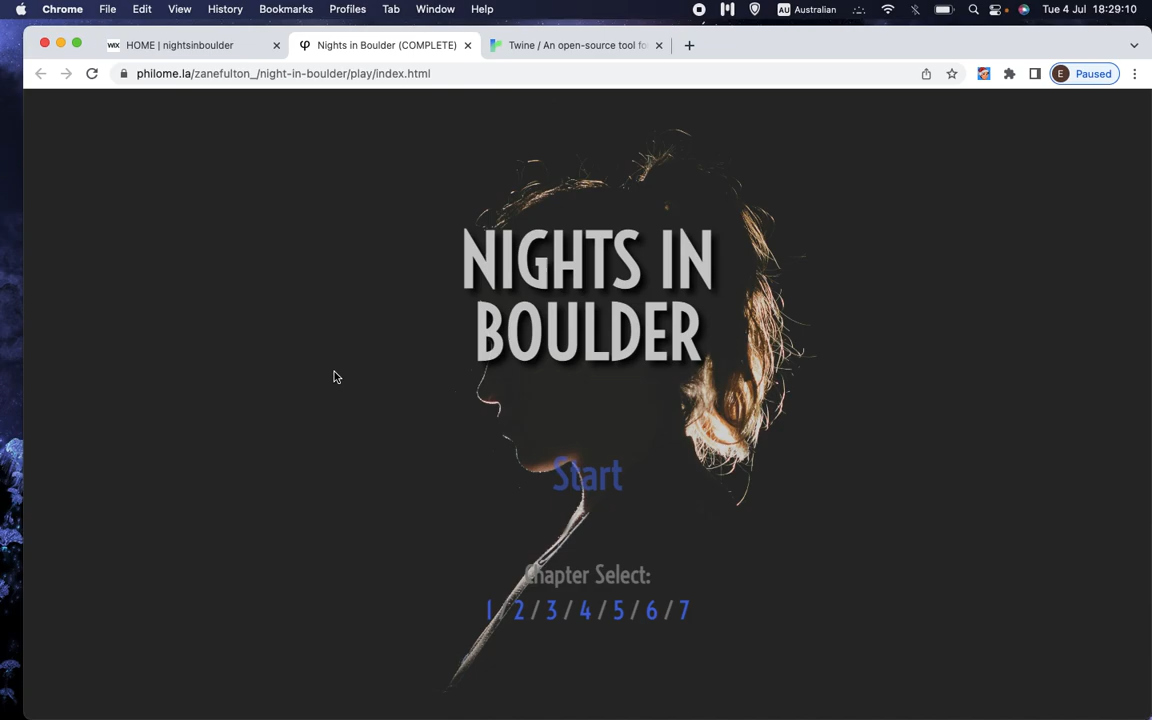 Chrome File Edit View History Bookmarks Profiles Tab Window Help AU Australian Tue 4 Jul 18:29:10
WiX HOME | nightsinboulder Nights in Boulder (COMPLETE) Twine / An open-source tool fo
philome.la/zanefulton_/night-in-boulder/play/index.html E Paused
NIGHTS IN
BOULDER
Start
Chapter Select:
1 / 2 / 3 / 4 / 5 / 6 / 7